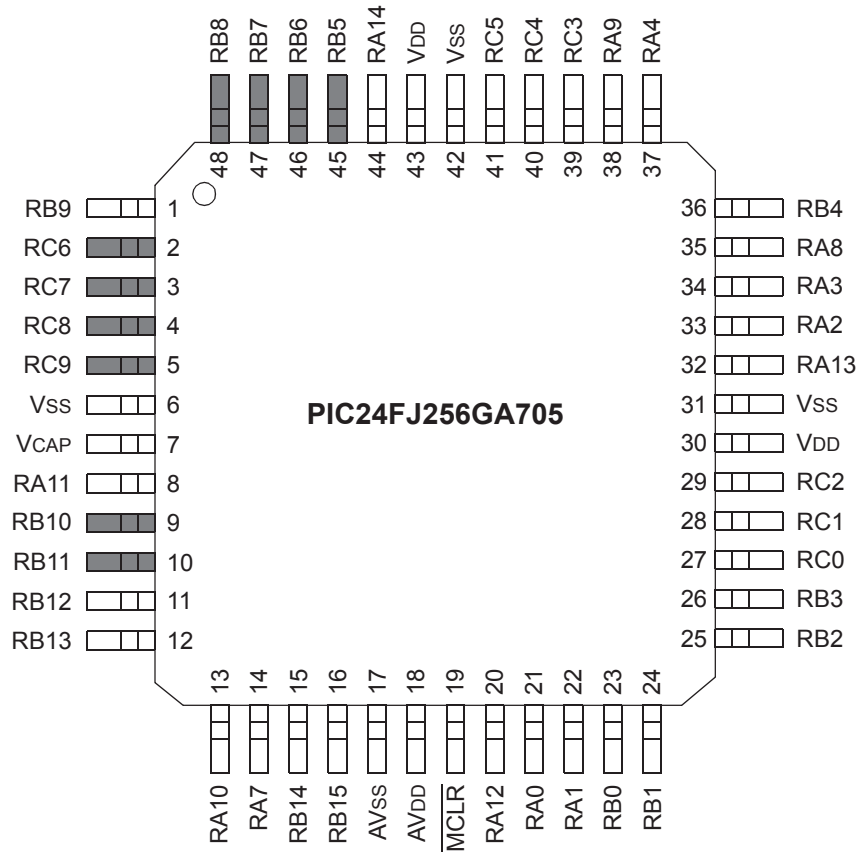 RB8 RB7 RB6 RB5 RA14 VDD VSS RC5 RC4 RC3 RA9 RA4
48 47 46 45 44 43 42 41 40 39 38 37
RB9 1 36 RB4
RC6 2 35 RA8
RC7 3 34 RA3
RC8 4 33 RA2
RC9 5 32 RA13
VSS 6 31 VSS
PIC24FJ256GA705
VCAP 7 30 VDD
RA11 8 29 RC2
RB10 9 28 RC1
RB11 10 27 RC0
RB12 11 26 RB3
RB13 12 25 RB2
13 14 15 16 17 18 19 20 21 22 23 24
RA10 RA7 RB14 RB15 AVSS AVDD MCLR RA12 RA0 RA1 RB0 RB1